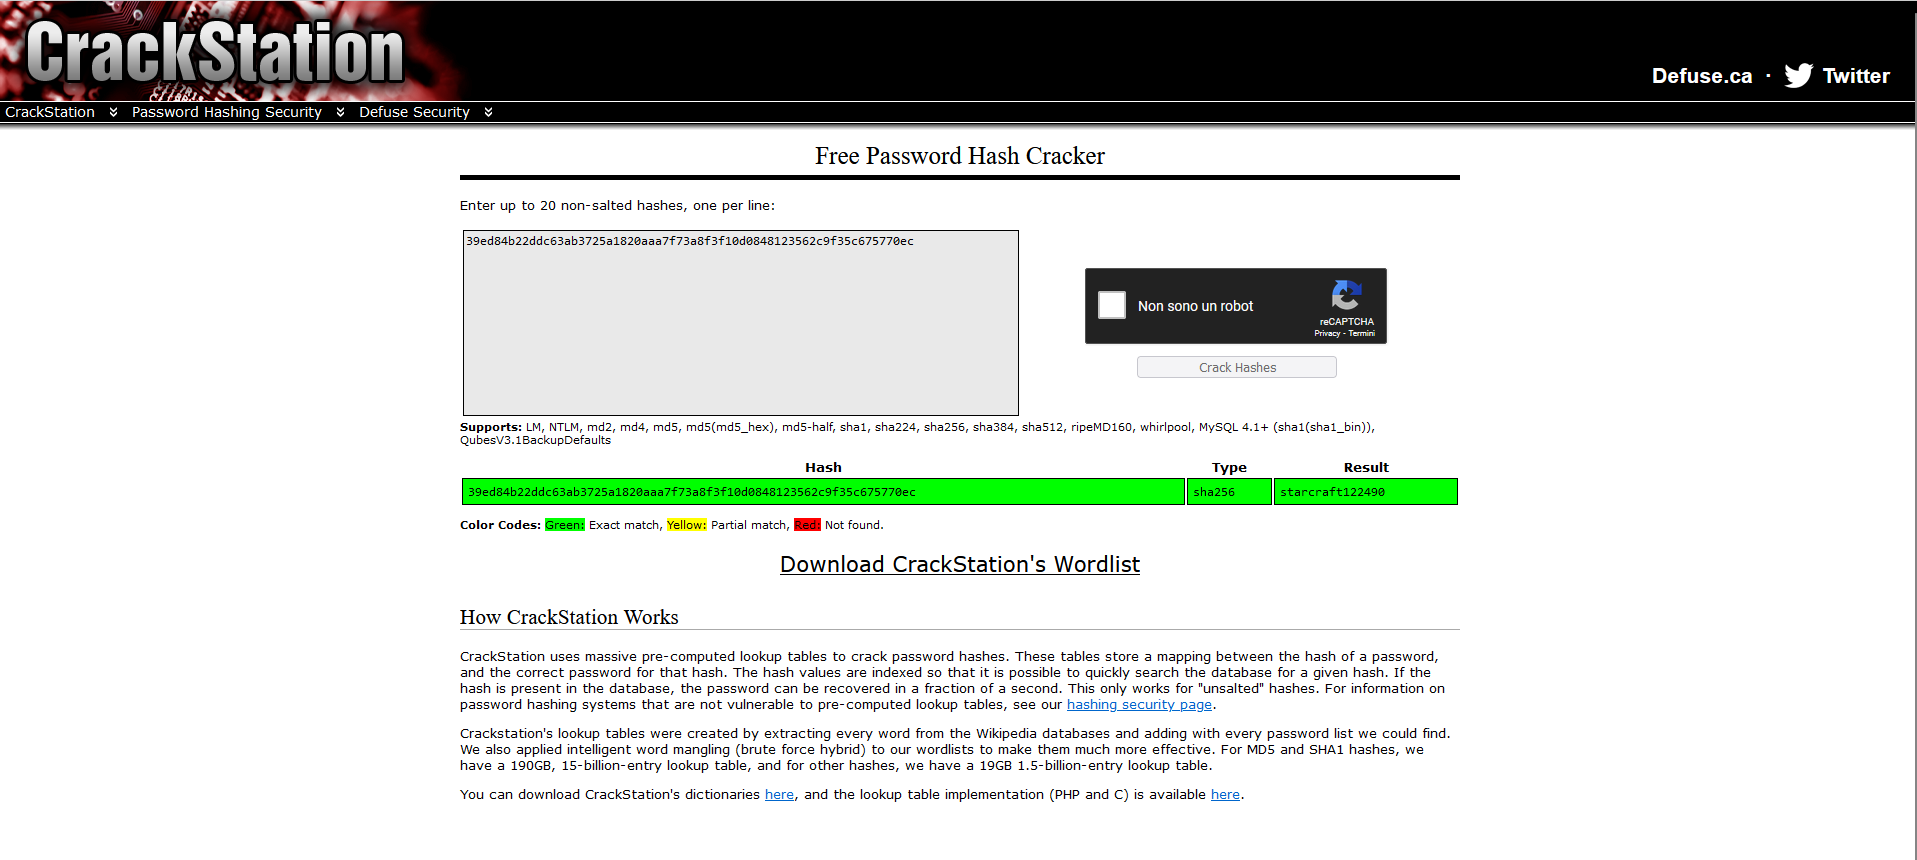 CrackStation
Defuse.ca · Twitter
CrackStation Password Hashing Security Defuse Security
Free Password Hash Cracker
Enter up to 20 non-salted hashes, one per line:
39ed84b22ddc63ab3725a1820aaa7f73a8f3f10d0848123562c9f35c675770ec
Non sono un robot
reCAPTCHA
Privacy - Termini
Crack Hashes
Supports: LM, NTLM, md2, md4, md5, md5(md5_hex), md5-half, sha1, sha224, sha256, sha384, sha512, ripeMD160, whirlpool, MySQL 4.1+ (sha1(sha1_bin)),
QubesV3.1BackupDefaults
Hash Type Result
39ed84b22ddc63ab3725a1820aaa7f73a8f3f10d0848123562c9f35c675770ec sha256 starcraft122490
Color Codes: Green: Exact match, Yellow: Partial match, Red: Not found.
Download CrackStation's Wordlist
How CrackStation Works
CrackStation uses massive pre-computed lookup tables to crack password hashes. These tables store a mapping between the hash of a password,
and the correct password for that hash. The hash values are indexed so that it is possible to quickly search the database for a given hash. If the
hash is present in the database, the password can be recovered in a fraction of a second. This only works for "unsalted" hashes. For information on
password hashing systems that are not vulnerable to pre-computed lookup tables, see our hashing security page.
Crackstation's lookup tables were created by extracting every word from the Wikipedia databases and adding with every password list we could find.
We also applied intelligent word mangling (brute force hybrid) to our wordlists to make them much more effective. For MD5 and SHA1 hashes, we
have a 190GB, 15-billion-entry lookup table, and for other hashes, we have a 19GB 1.5-billion-entry lookup table.
You can download CrackStation's dictionaries here, and the lookup table implementation (PHP and C) is available here.